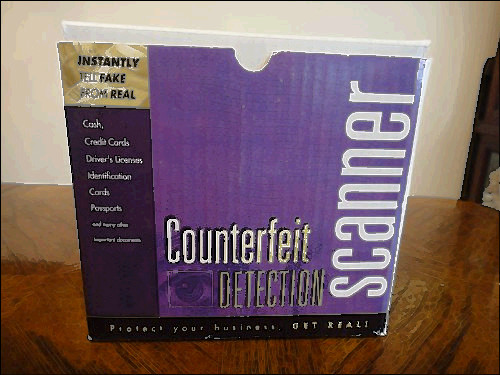 INSTANTLY
TELL FAKE
FROM REAL
Cash,
Credit Cards
Driver's Licenses
Identification
Cards
Passports
and many other
important documents
Counterfeit
DETECTION
scanner
Protect your business, GET REAL!